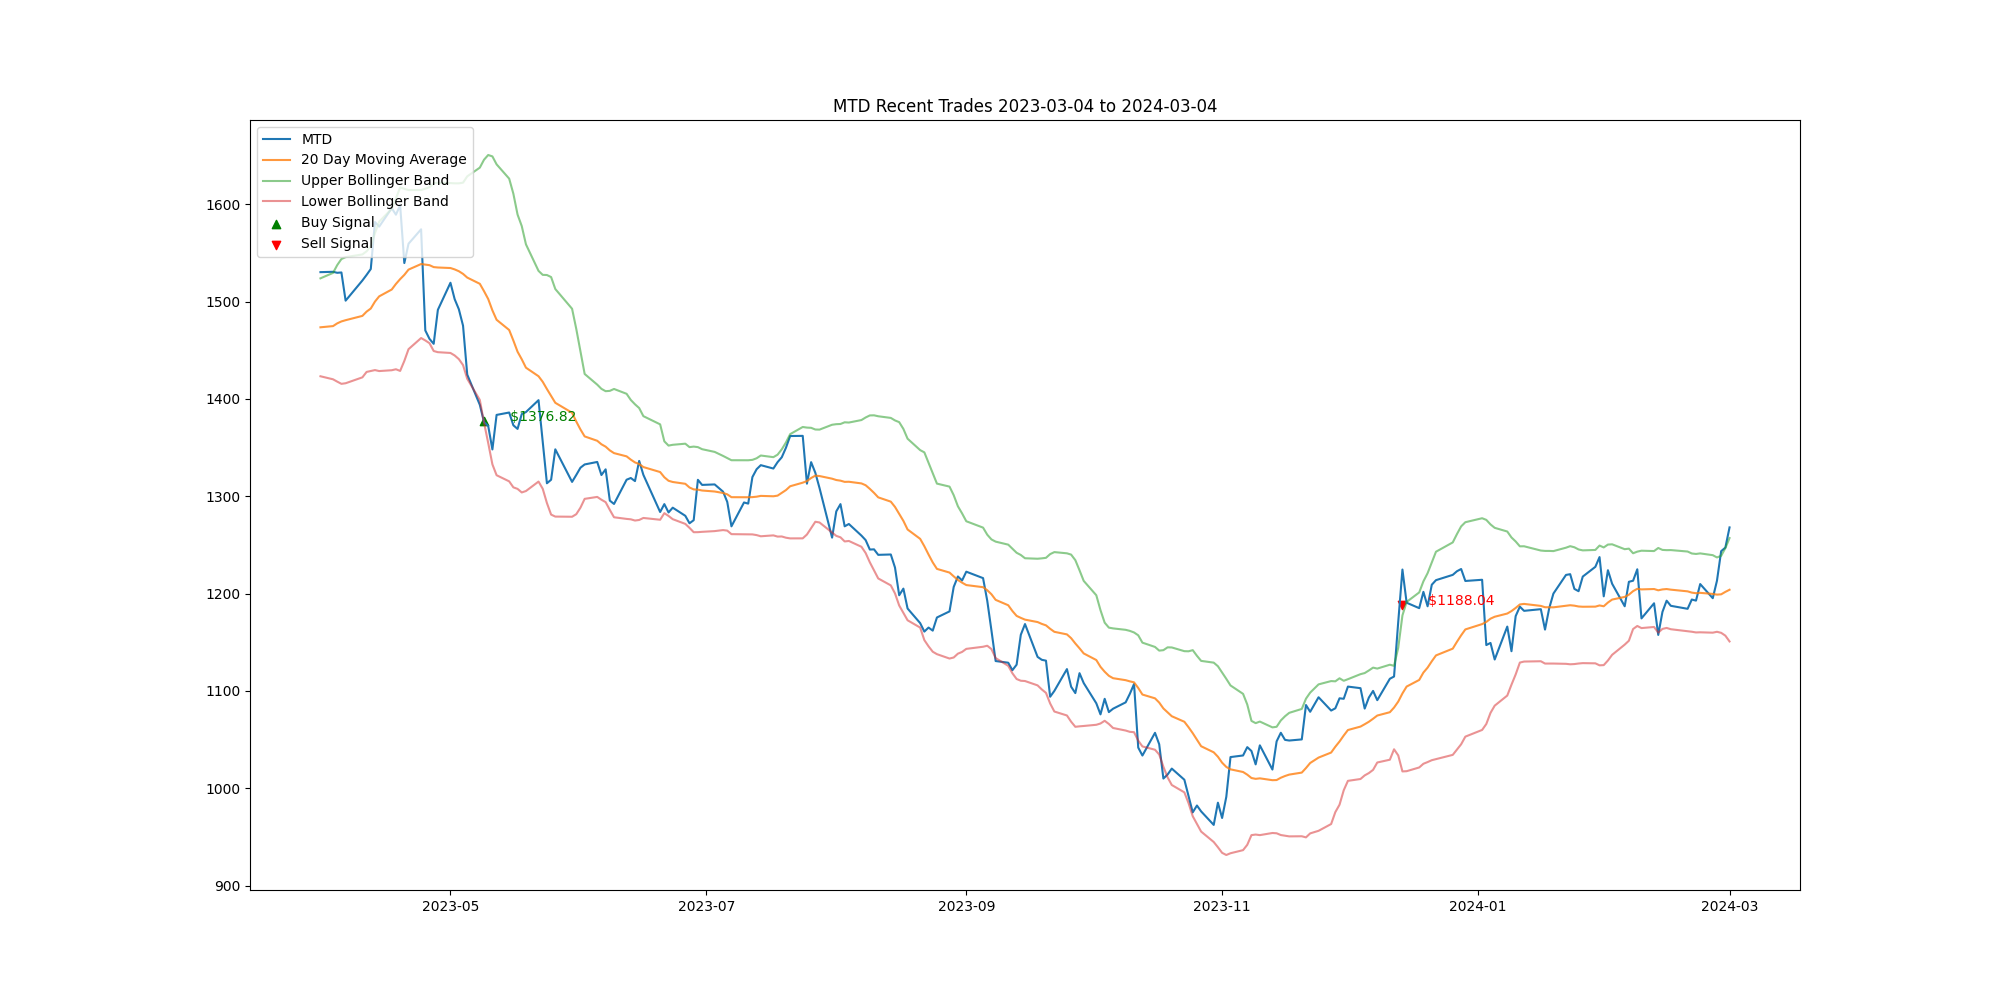 MTD Recent Trades 2023-03-04 to 2024-03-04
MTD
20 Day Moving Average
Upper Bollinger Band
Lower Bollinger Band
Buy Signal
Sell Signal
1600
1500
1400
1300
1200
1100
1000
900
$1376.82
$1188.04
2023-05
2023-07
2023-09
2023-11
2024-01
2024-03